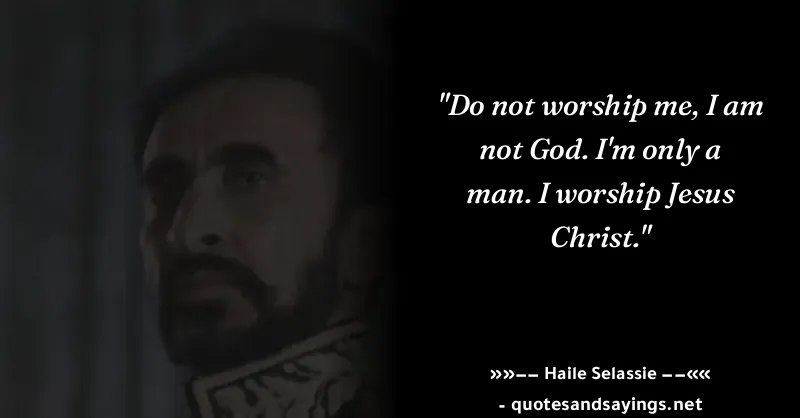 "Do not worship me, I am
not God. I'm only a
man. I worship Jesus
Christ."
»»–– Haile Selassie ––««
- quotesandsayings.net